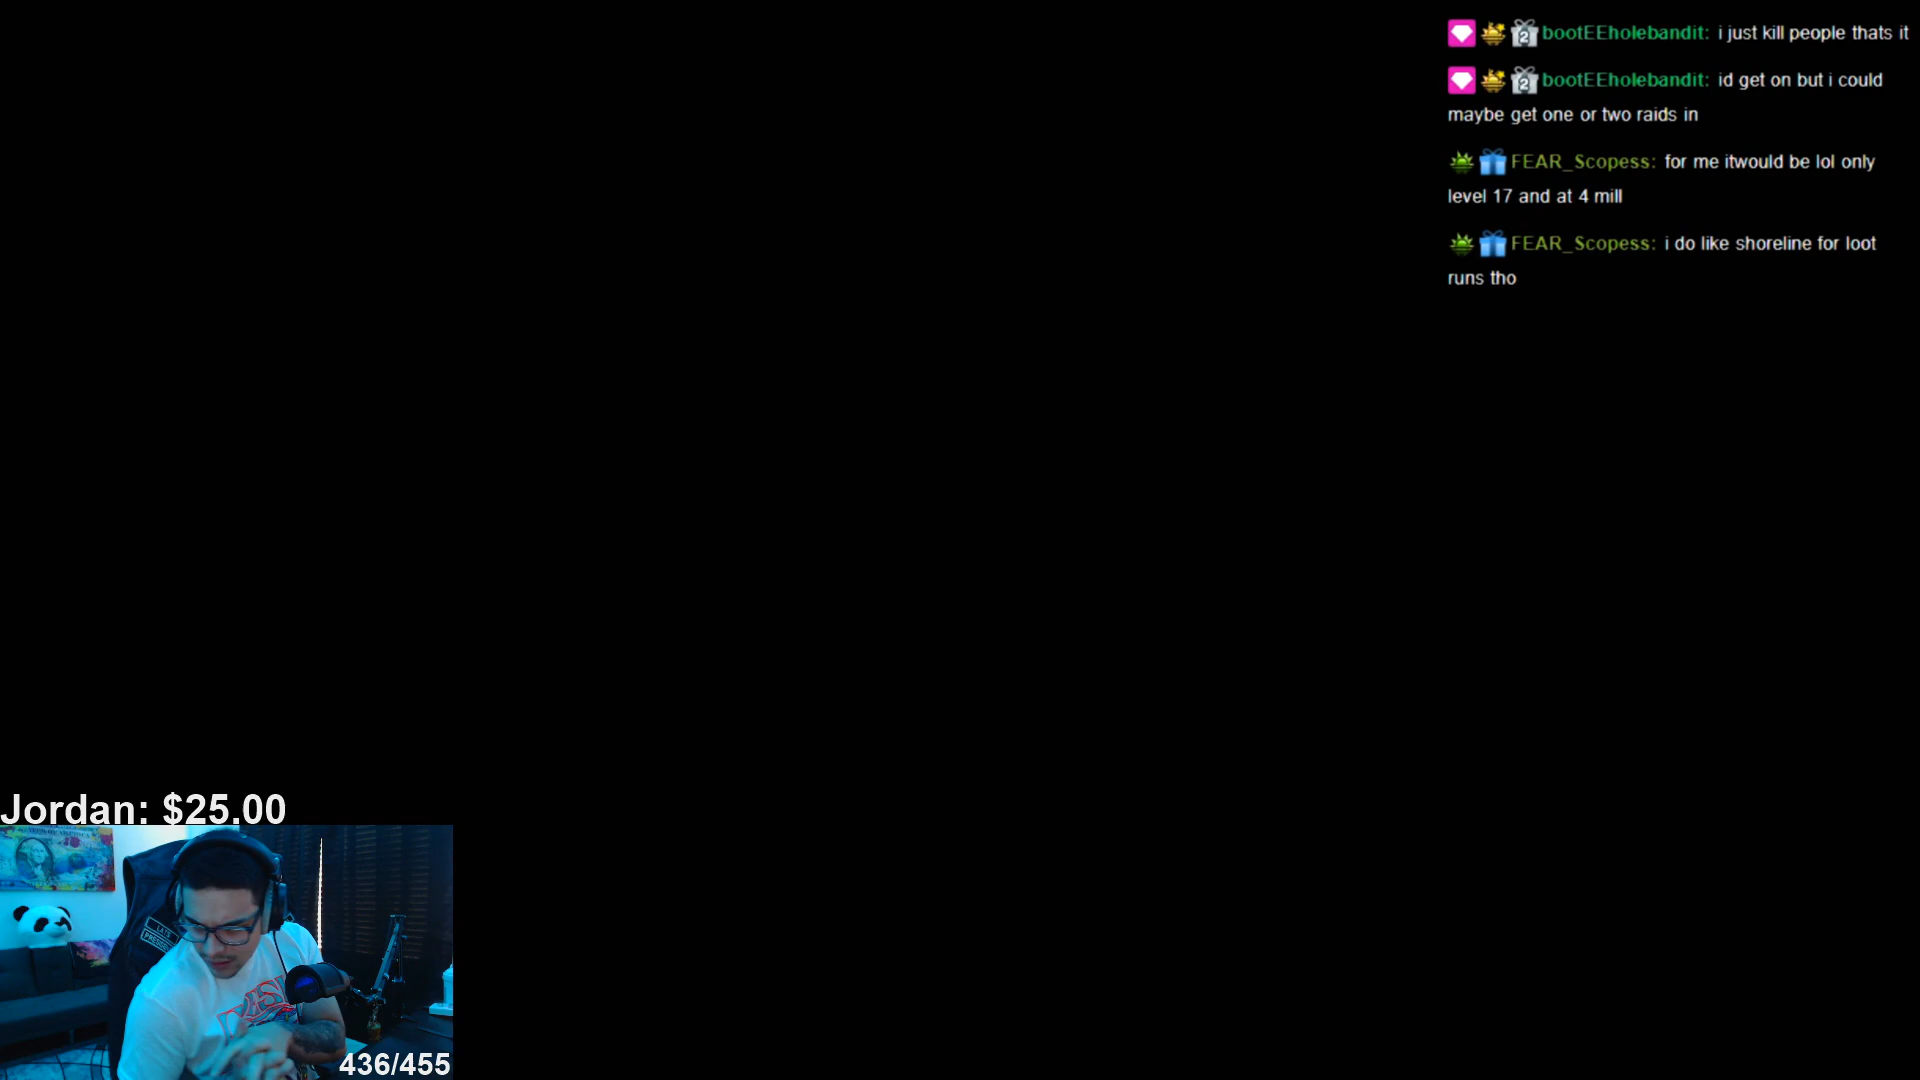 bootEEholebandit: i just kill people thats it
bootEEholebandit: id get on but i could
maybe get one or two raids in
FEAR_Scopess: for me itwould be lol only
level 17 and at 4 mill
FEAR_Scopess: i do like shoreline for loot
runs tho
Jordan: $25.00
436/455